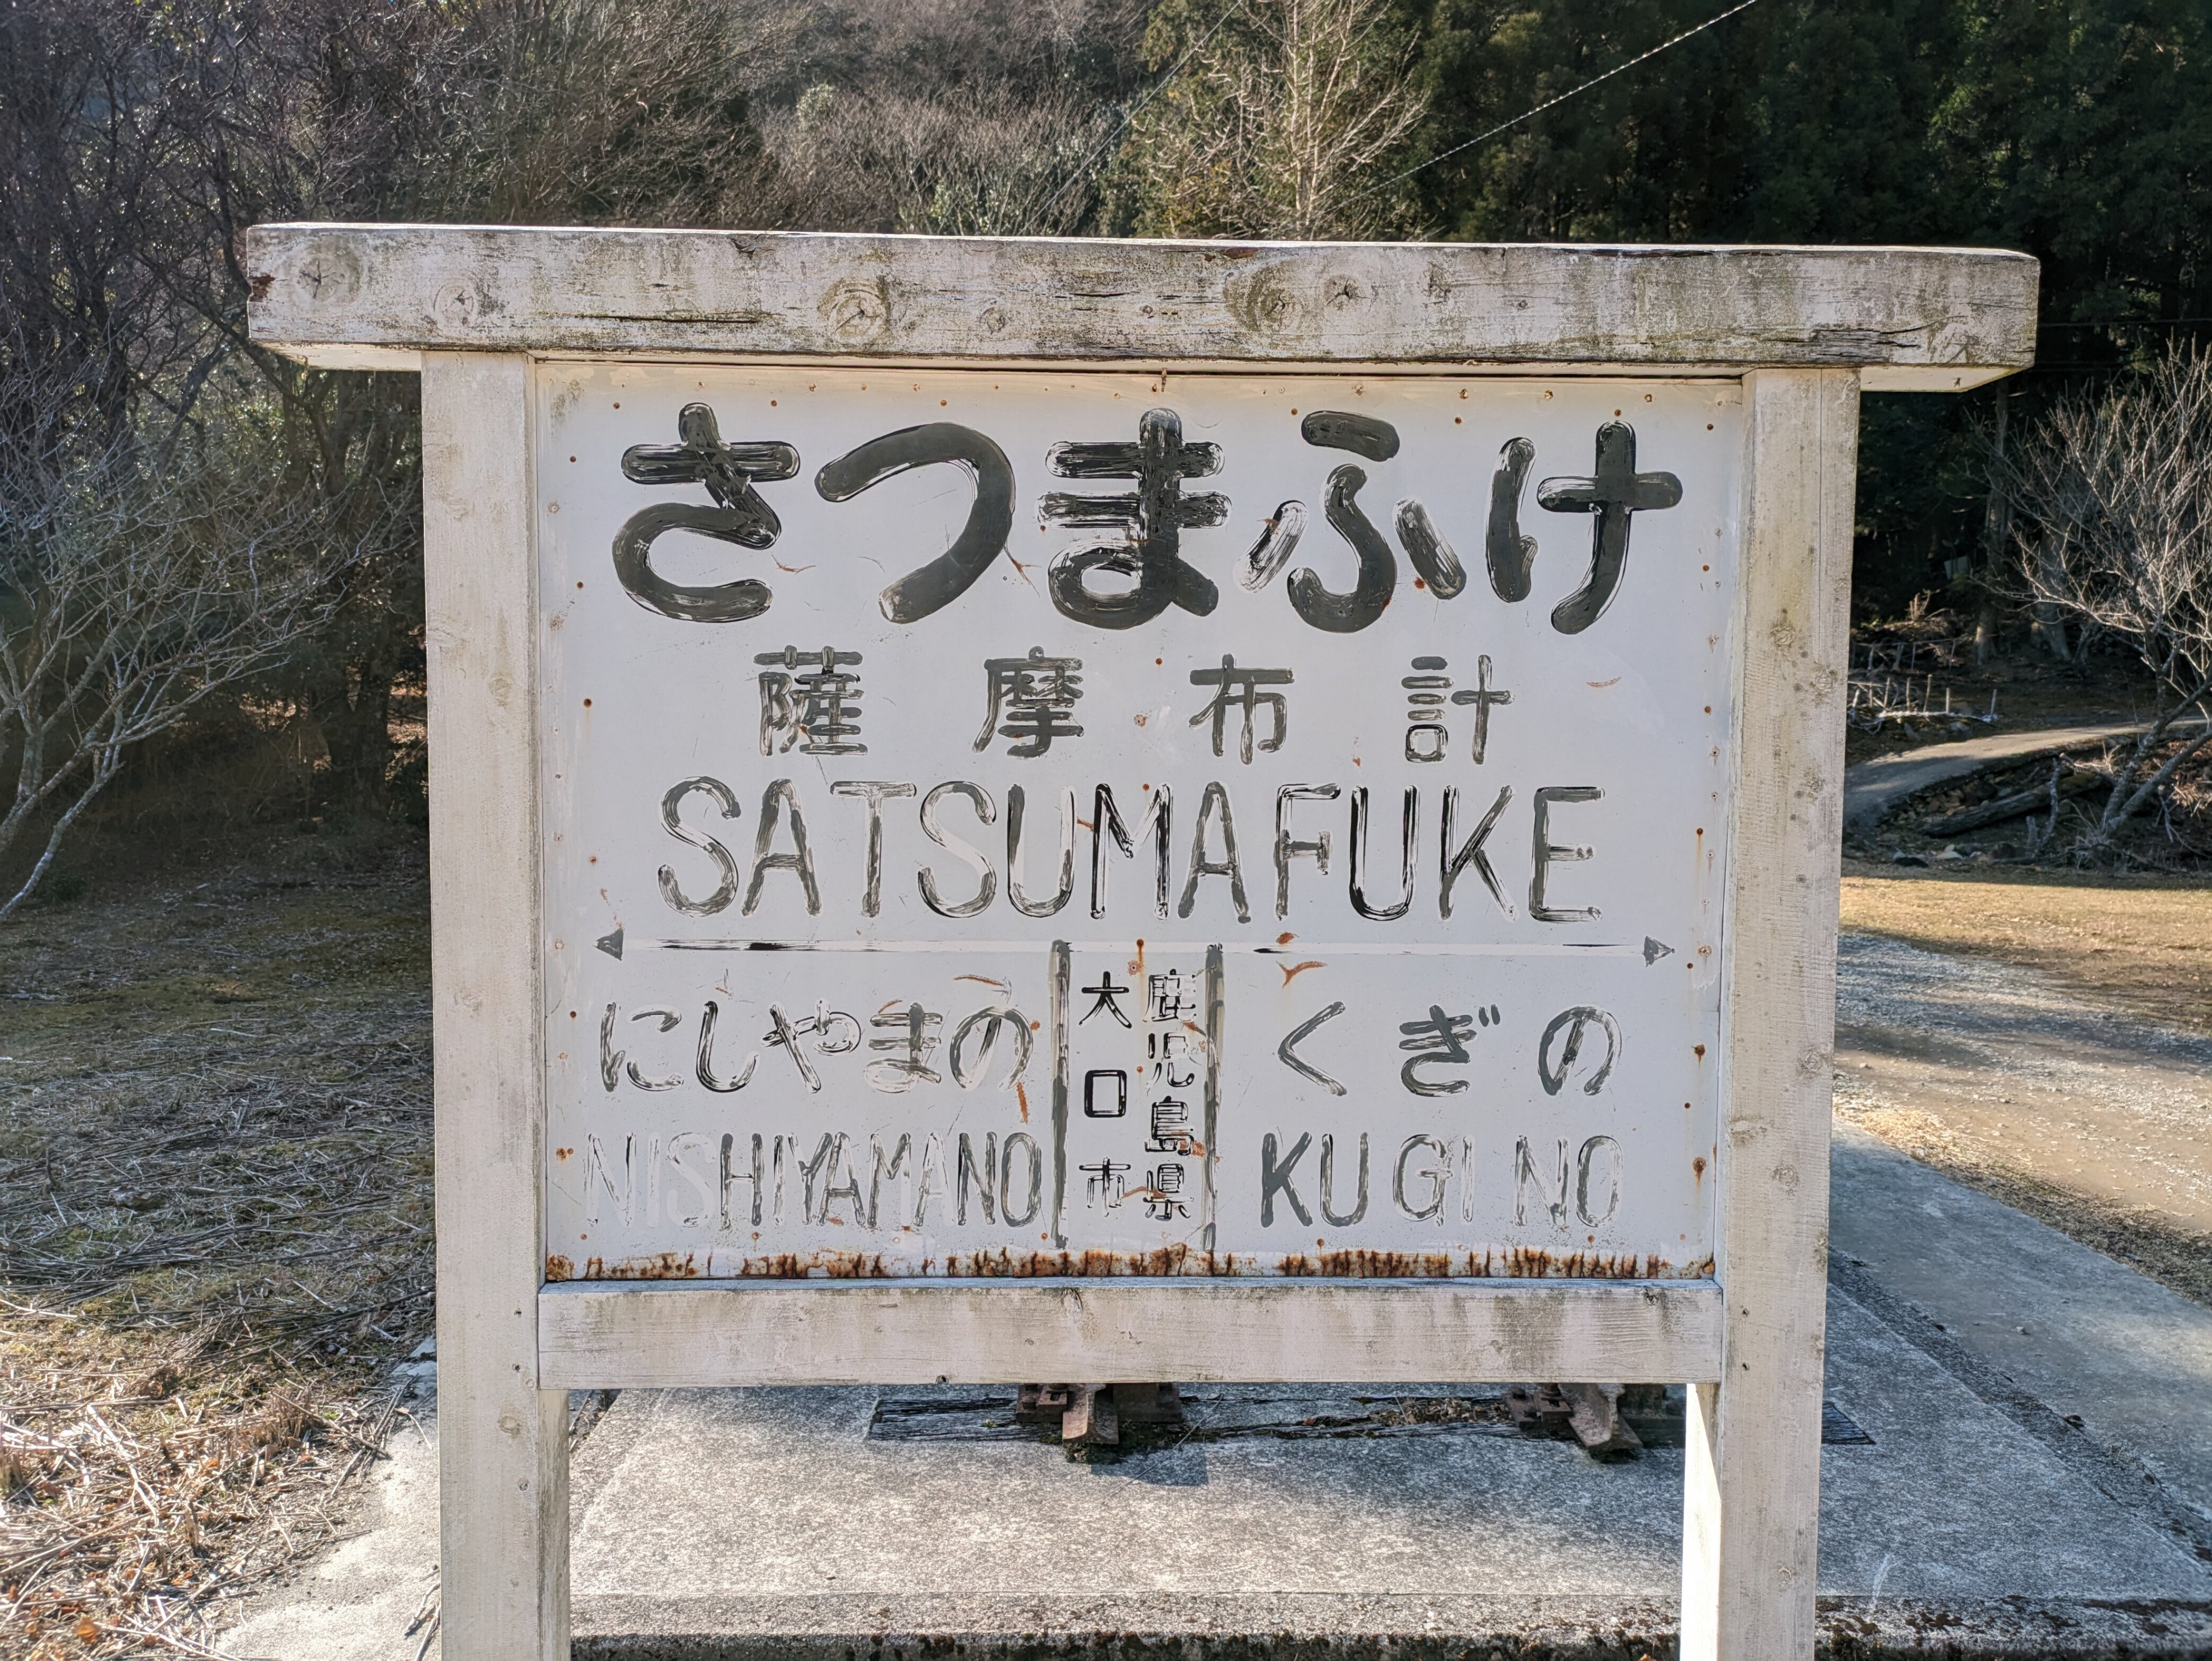 さつまふけ
薩摩布計
SATSUMAFUKE
にしやまの
NISHIYAMANO
鹿児島県
大口市
くぎの
KUGINO